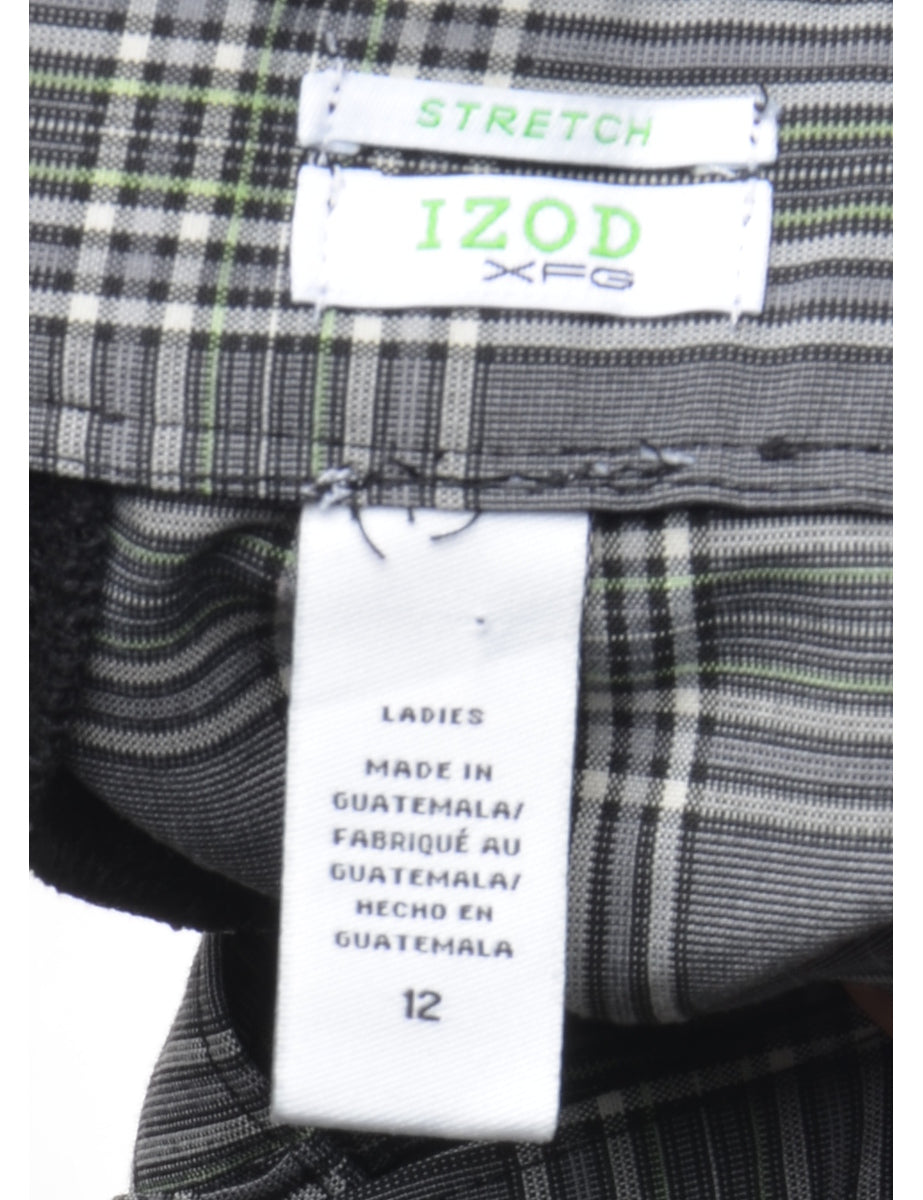 STRETCH
IZOD
XFG
LADIES
MADE IN
GUATEMALA/
FABRIQUÉ AU
GUATEMALA/
HECHO EN
GUATEMALA
12